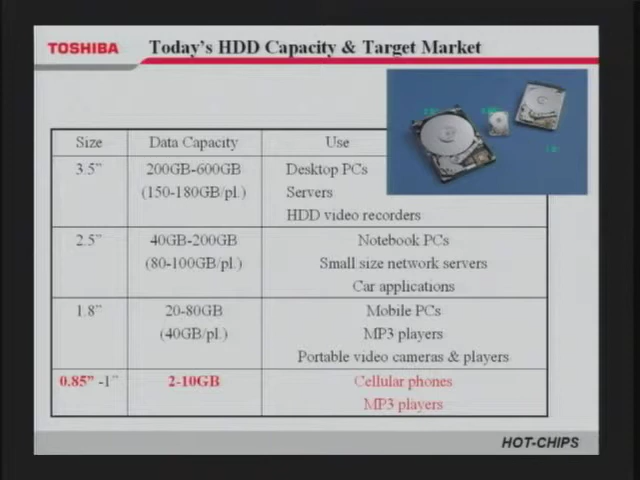 TOSHIBA
Today's HDD Capacity & Target Market
Size Data Capacity Use
3.5” 200GB-600GB Desktop PCs
(150-180GB/pl.) Servers
HDD video recorders
2.5” 40GB-200GB Notebook PCs
(80-100GB/pl.) Small size network servers
Car applications
1.8” 20-80GB Mobile PCs
(40GB/pl.) MP3 players
Portable video cameras & players
0.85” -1” 2-10GB Cellular phones
MP3 players
HOT-CHIPS